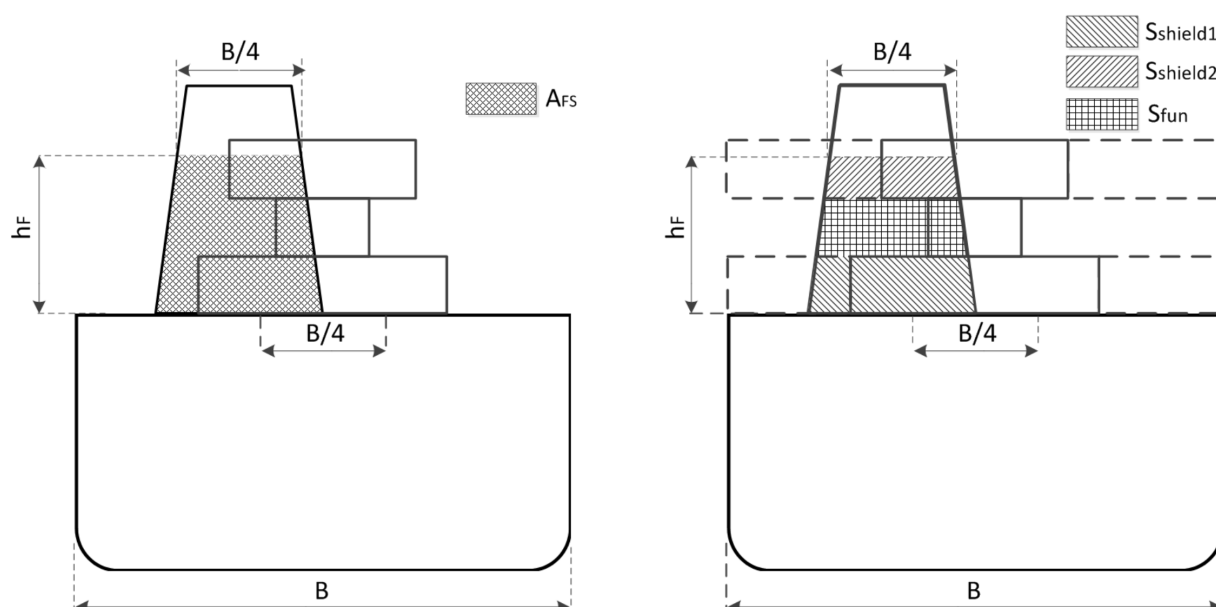 B/4
AFS
hF
B/4
B
B/4
Sshield1
Sshield2
Sfun
hF
B/4
B